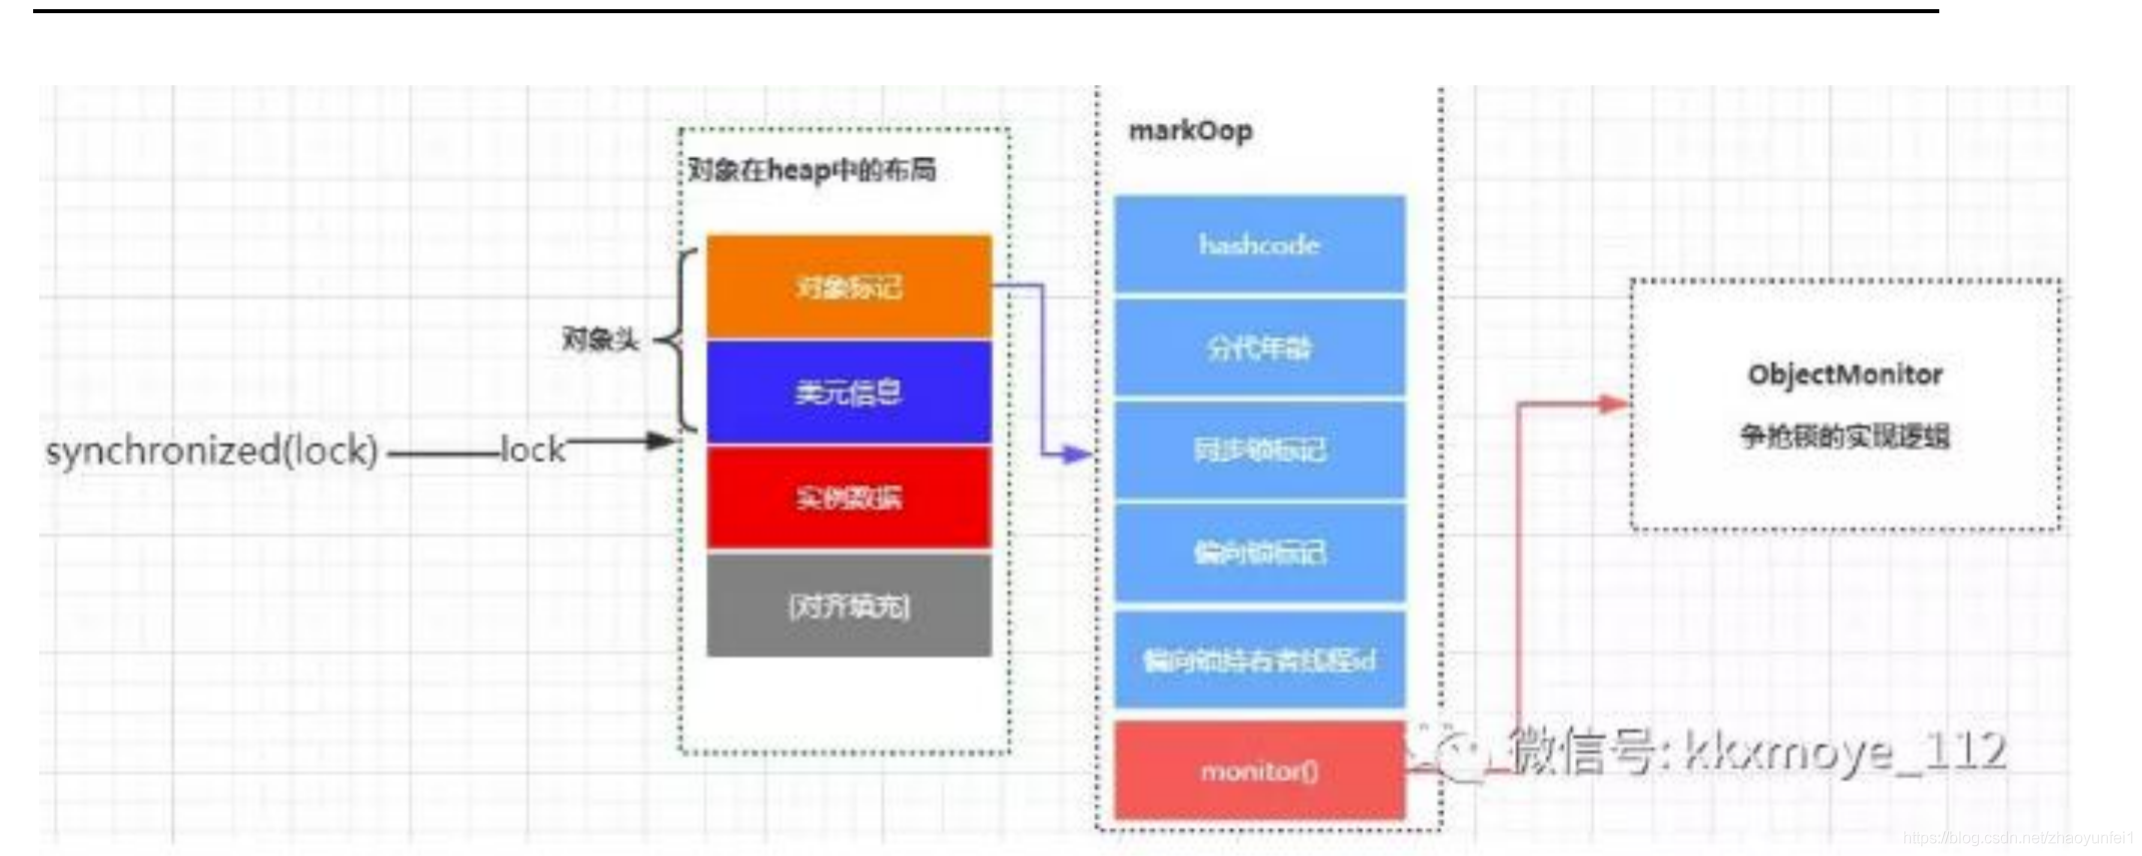 synchronized(lock)
lock
对象头
对象在heap中的布局
对象标记
类元信息
实例数据
[对齐填充]
markOop
hashcode
分代年龄
同步锁标记
偏向锁标记
偏向锁持有者线程id
monitor()
ObjectMonitor
争抢锁的实现逻辑
微信号: kkxmoye_112
https://blog.csdn.net/zhaoyunfei1